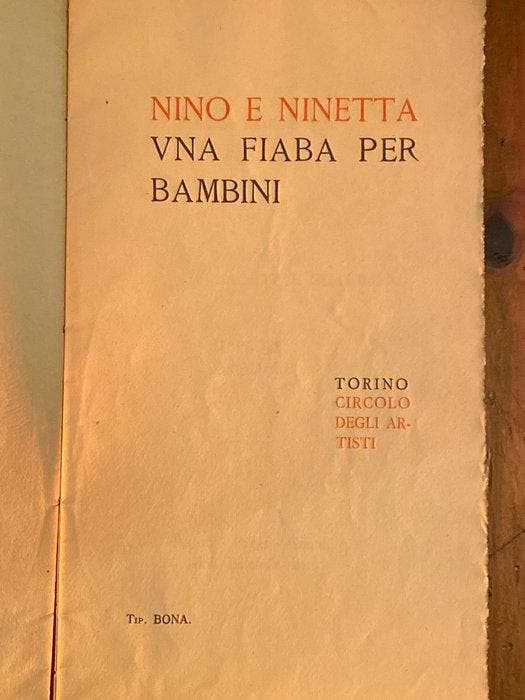 NINO E NINETTA
VNA FIABA PER
BAMBINI
TORINO
CIRCOLO
DEGLI AR-
TISTI
TIP. BONA.